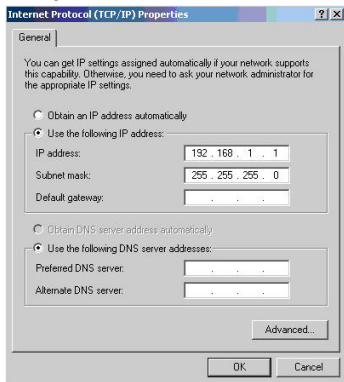 Internet Protocol (TCP/IP) Properties
General
You can get IP settings assigned automatically if your network supports
this capability. Otherwise, you need to ask your network administrator for
the appropriate IP settings.
Obtain an IP address automatically
Use the following IP address:
IP address: 192 . 168 . 1 . 1
Subnet mask: 255 . 255 . 255 . 0
Default gateway: . . .
Obtain DNS server address automatically
Use the following DNS server addresses:
Preferred DNS server: . . .
Alternate DNS server: . . .
Advanced...
OK Cancel